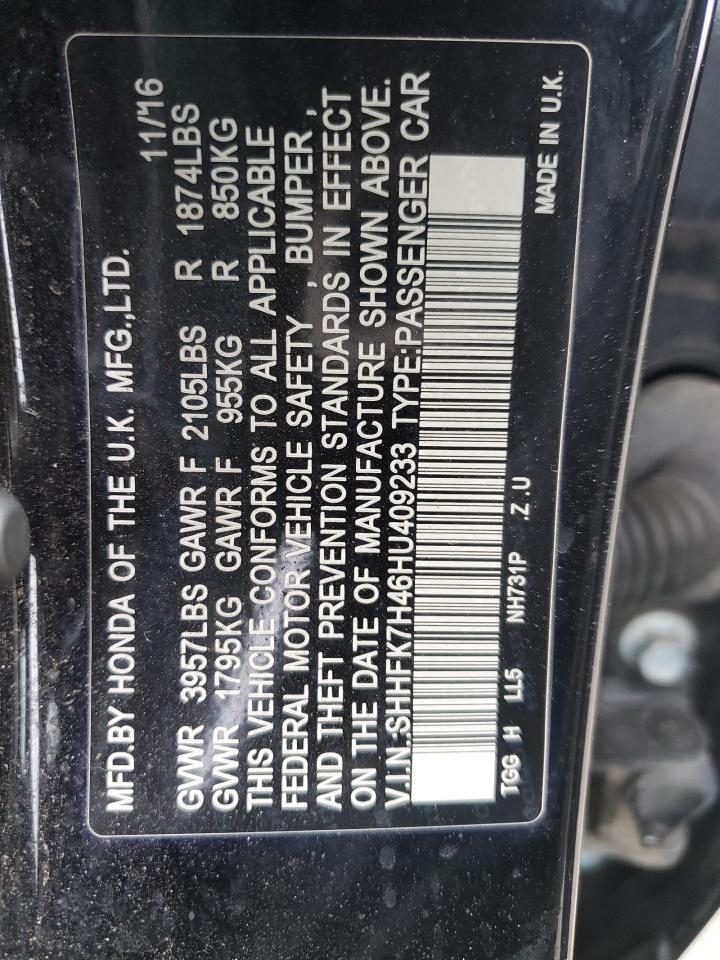 MFD.BY HONDA OF THE U.K. MFG.,LTD. 11/16
GVWR 3957LBS GAWR F 2105LBS R 1874LBS
GVWR 1795KG GAWR F 955KG R 850KG
THIS VEHICLE CONFORMS TO ALL APPLICABLE
FEDERAL MOTOR VEHICLE SAFETY , BUMPER ,
AND THEFT PREVENTION STANDARDS IN EFFECT
ON THE DATE OF MANUFACTURE SHOWN ABOVE.
V.I.N.:SHHFK7H46HU409233 TYPE:PASSENGER CAR
TGG H LL5 NH731P .Z .U MADE IN U.K.